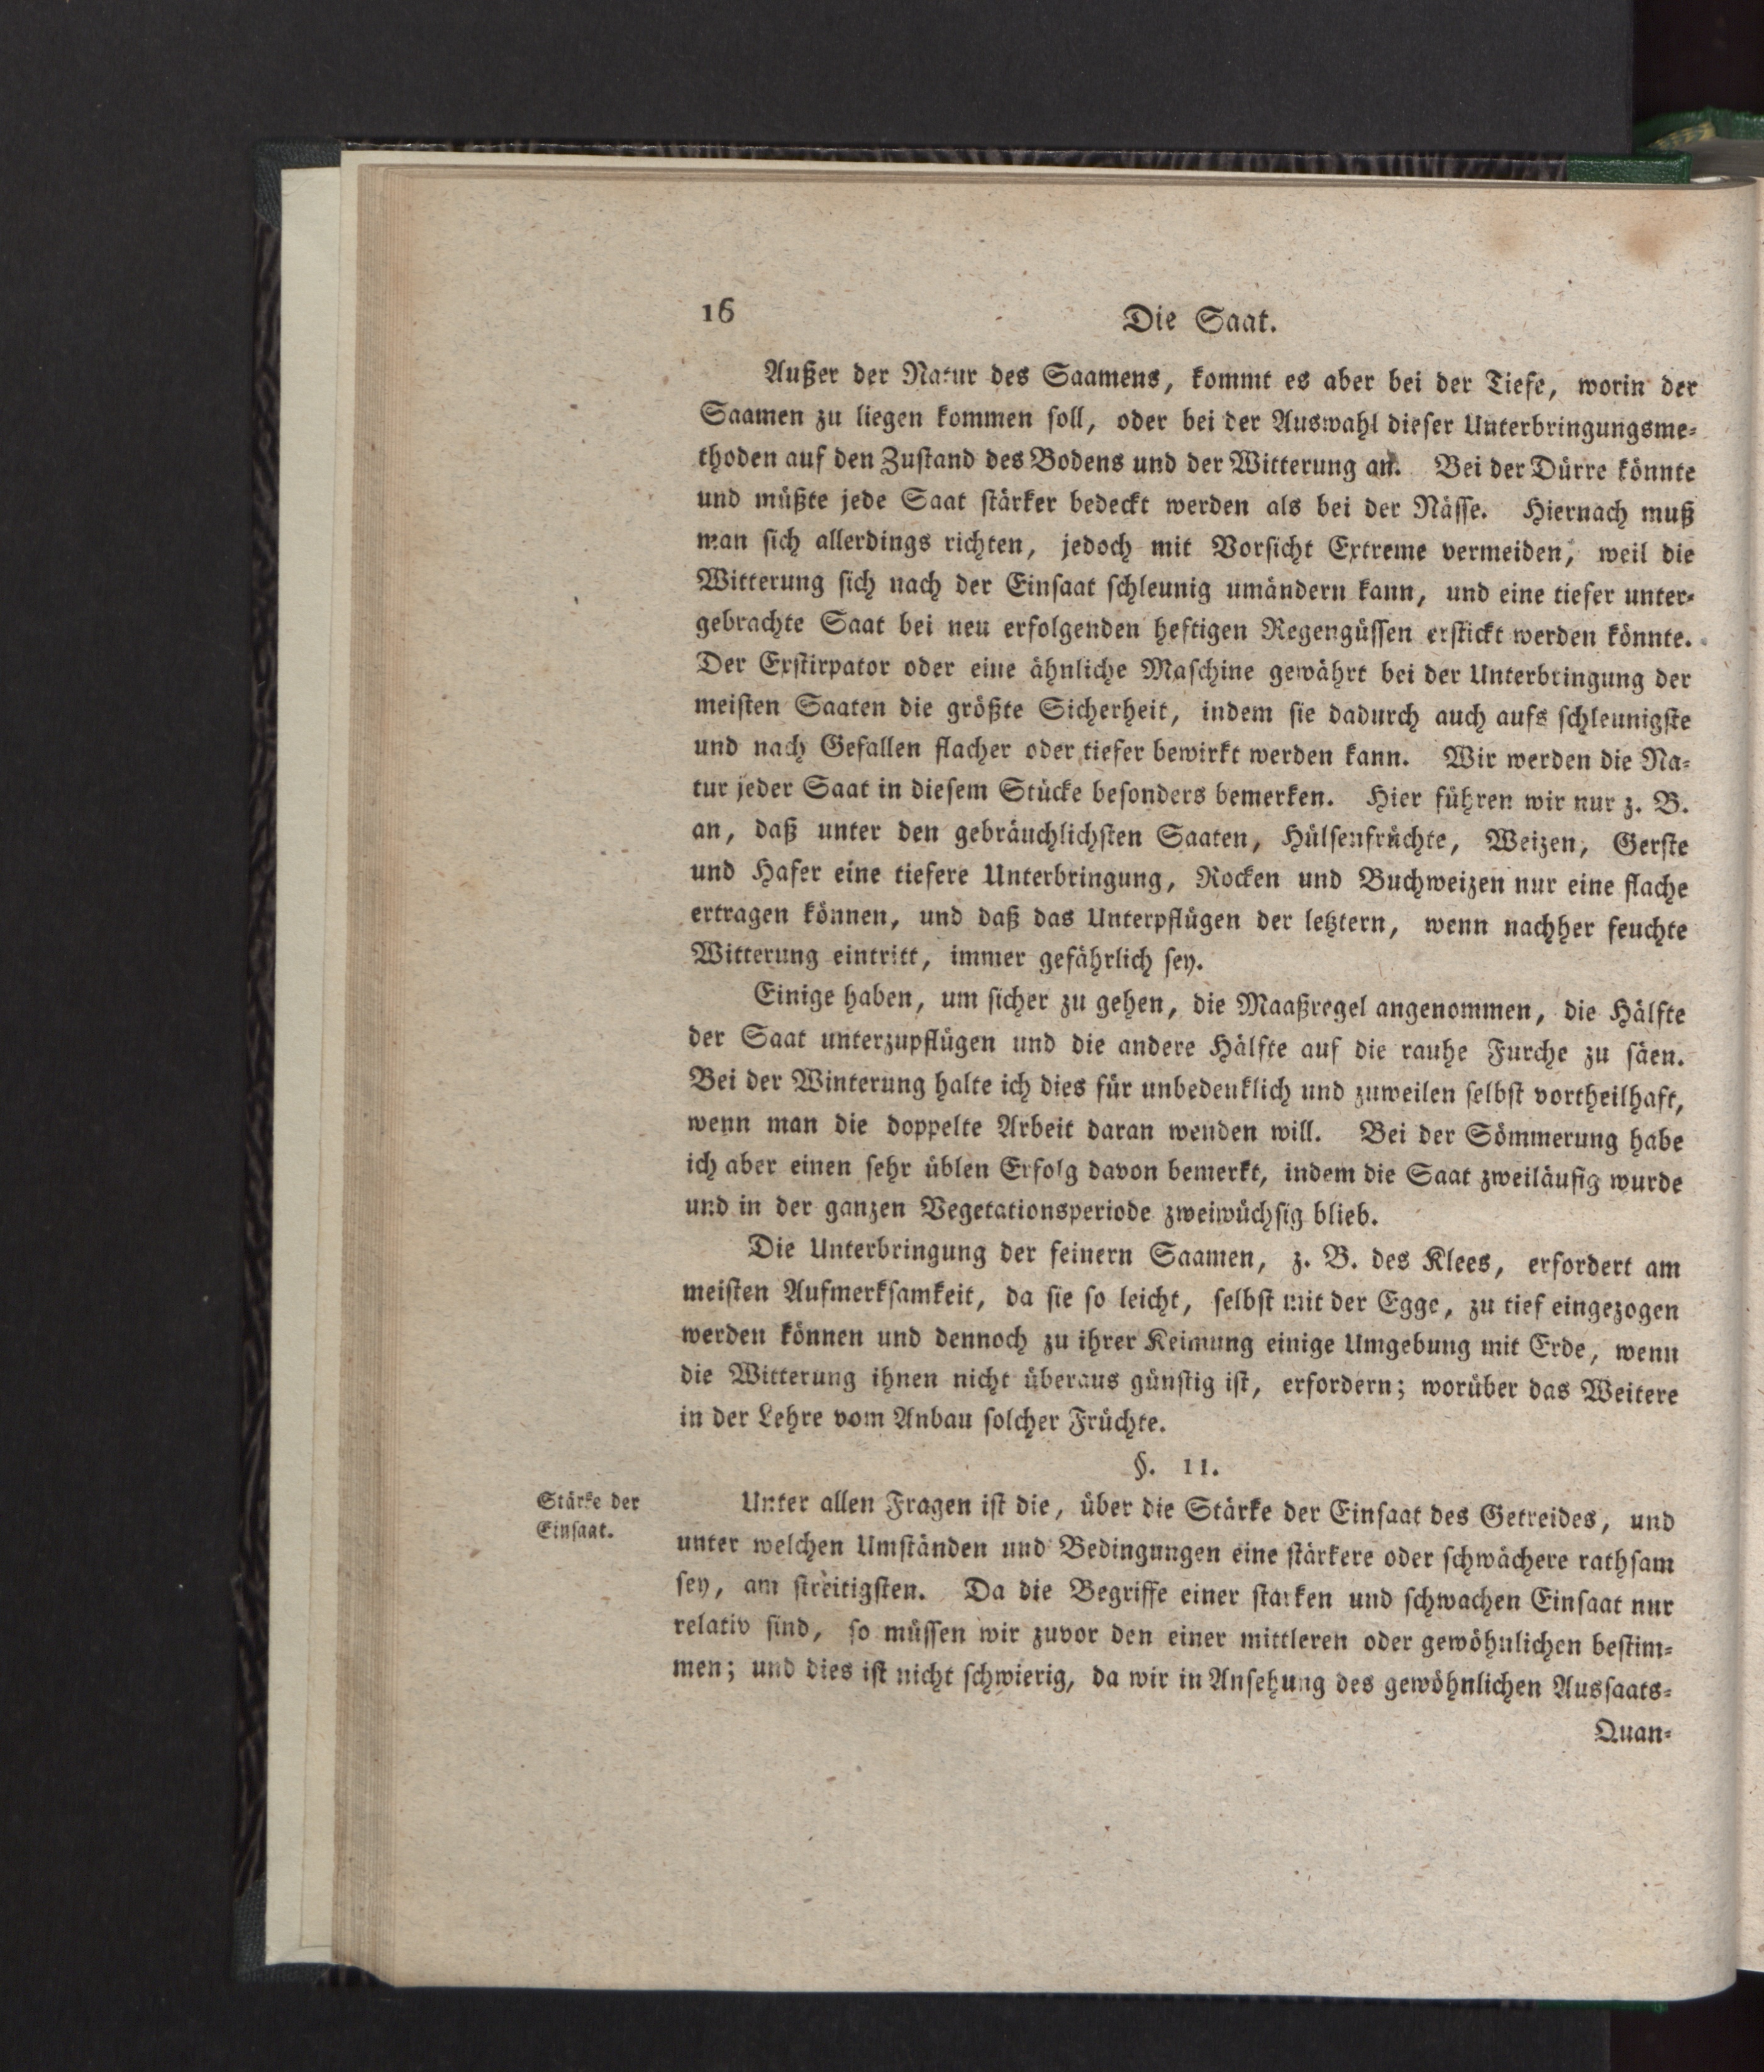 16
Die Saat.
Außer der Natur des Saamens, kommt es aber bei der Tiefe, worin der
Saamen zu liegen kommen soll, oder bei der Auswahl dieser Unterbringungsme-
thoden auf den Zustand des Bodens und der Witterung an. Bei der Dürre könnte
und müßte jede Saat stärker bedeckt werden als bei der Nässe. Hiernach muß
man sich allerdings richten, jedoch mit Vorsicht Extreme vermeiden, weil die
Witterung sich nach der Einsaat schleunig umändern kann, und eine tiefer unter-
gebrachte Saat bei neu erfolgenden heftigen Regengüssen erstickt werden könnte.
Der Exstirpator oder eine ähnliche Maschine gewährt bei der Unterbringung der
meisten Saaten die größte Sicherheit, indem sie dadurch auch aufs schleunigste
und nach Gefallen flacher oder tiefer bewirkt werden kann. Wir werden die Na-
tur jeder Saat in diesem Stücke besonders bemerken. Hier führen wir nur z. B.
an, daß unter den gebräuchlichsten Saaten, Hülsenfrüchte, Weizen, Gerste
und Hafer eine tiefere Unterbringung, Rocken und Buchweizen nur eine flache
ertragen können, und daß das Unterpflügen der letztern, wenn nachher feuchte
Witterung eintritt, immer gefährlich sey.
Einige haben, um sicher zu gehen, die Maaßregel angenommen, die Hälfte
der Saat unterzupflügen und die andere Hälfte auf die rauhe Furche zu säen.
Bei der Winterung halte ich dies für unbedenklich und zuweilen selbst vortheilhaft,
wenn man die doppelte Arbeit daran wenden will. Bei der Sömmerung habe
ich aber einen sehr üblen Erfolg davon bemerkt, indem die Saat zweiläufig wurde
und in der ganzen Vegetationsperiode zweiwüchsig blieb.
Die Unterbringung der feinern Saamen, z. B. des Klees, erfordert am
meisten Aufmerksamkeit, da sie so leicht, selbst mit der Egge, zu tief eingezogen
werden können und dennoch zu ihrer Keimung einige Umgebung mit Erde, wenn
die Witterung ihnen nicht überaus günstig ist, erfordern; worüber das Weitere
in der Lehre vom Anbau solcher Früchte.
§. 11.
Stärke der
Einsaat.
Unter allen Fragen ist die, über die Stärke der Einsaat des Getreides, und
unter welchen Umständen und Bedingungen eine stärkere oder schwächere rathsam
sey, am streitigsten. Da die Begriffe einer starken und schwachen Einsaat nur
relativ sind, so müssen wir zuvor den einer mittleren oder gewöhnlichen bestim-
men; und dies ist nicht schwierig, da wir in Ansehung des gewöhnlichen Aussaats-
Quan-